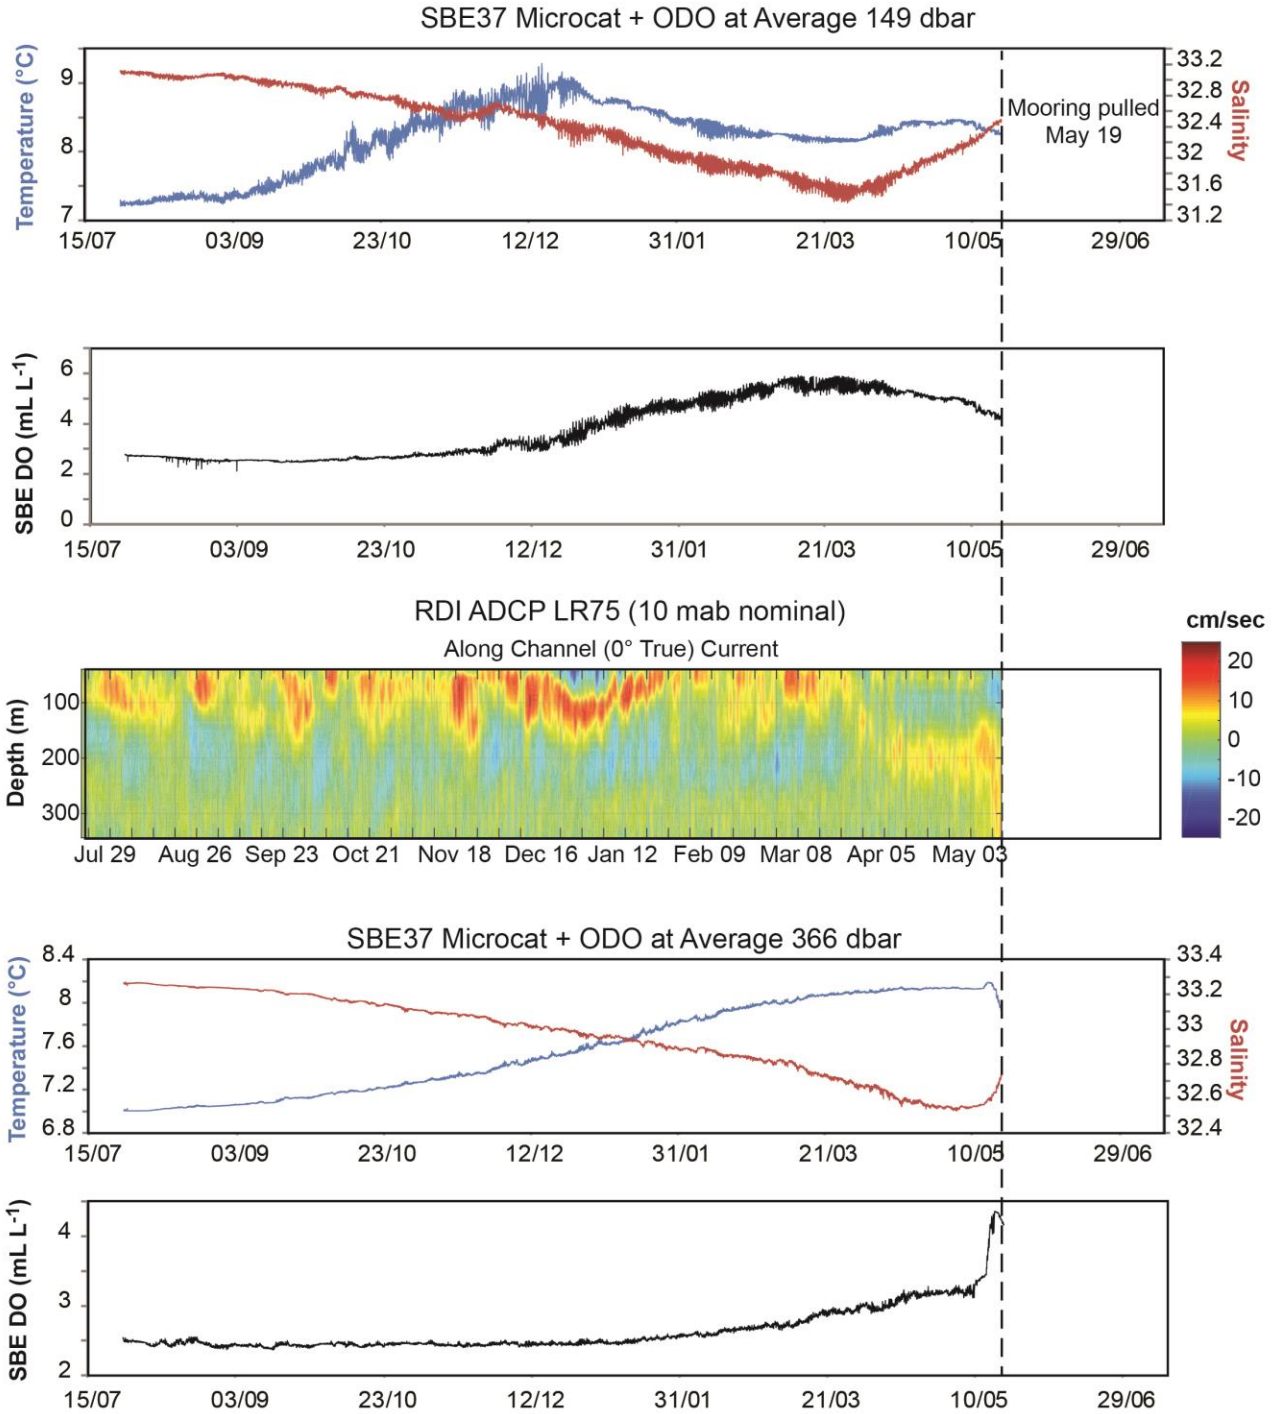 SBE37 Microcat + ODO at Average 149 dbar
Temperature (°C)
9
8
7
33.2
32.8
32.4
32
31.6
31.2
Salinity
Mooring pulled
May 19
15/07 03/09 23/10 12/12 31/01 21/03 10/05 29/06
SBE DO (mL L-1)
6
4
2
0
15/07 03/09 23/10 12/12 31/01 21/03 10/05 29/06
RDI ADCP LR75 (10 mab nominal)
Along Channel (0° True) Current
cm/sec
Depth (m)
100
200
300
20
10
0
-10
-20
Jul 29 Aug 26 Sep 23 Oct 21 Nov 18 Dec 16 Jan 12 Feb 09 Mar 08 Apr 05 May 03
SBE37 Microcat + ODO at Average 366 dbar
Temperature (°C)
8.4
8
7.6
7.2
6.8
33.4
33.2
33
32.8
32.6
32.4
Salinity
15/07 03/09 23/10 12/12 31/01 21/03 10/05 29/06
SBE DO (mL L-1)
4
3
2
15/07 03/09 23/10 12/12 31/01 21/03 10/05 29/06